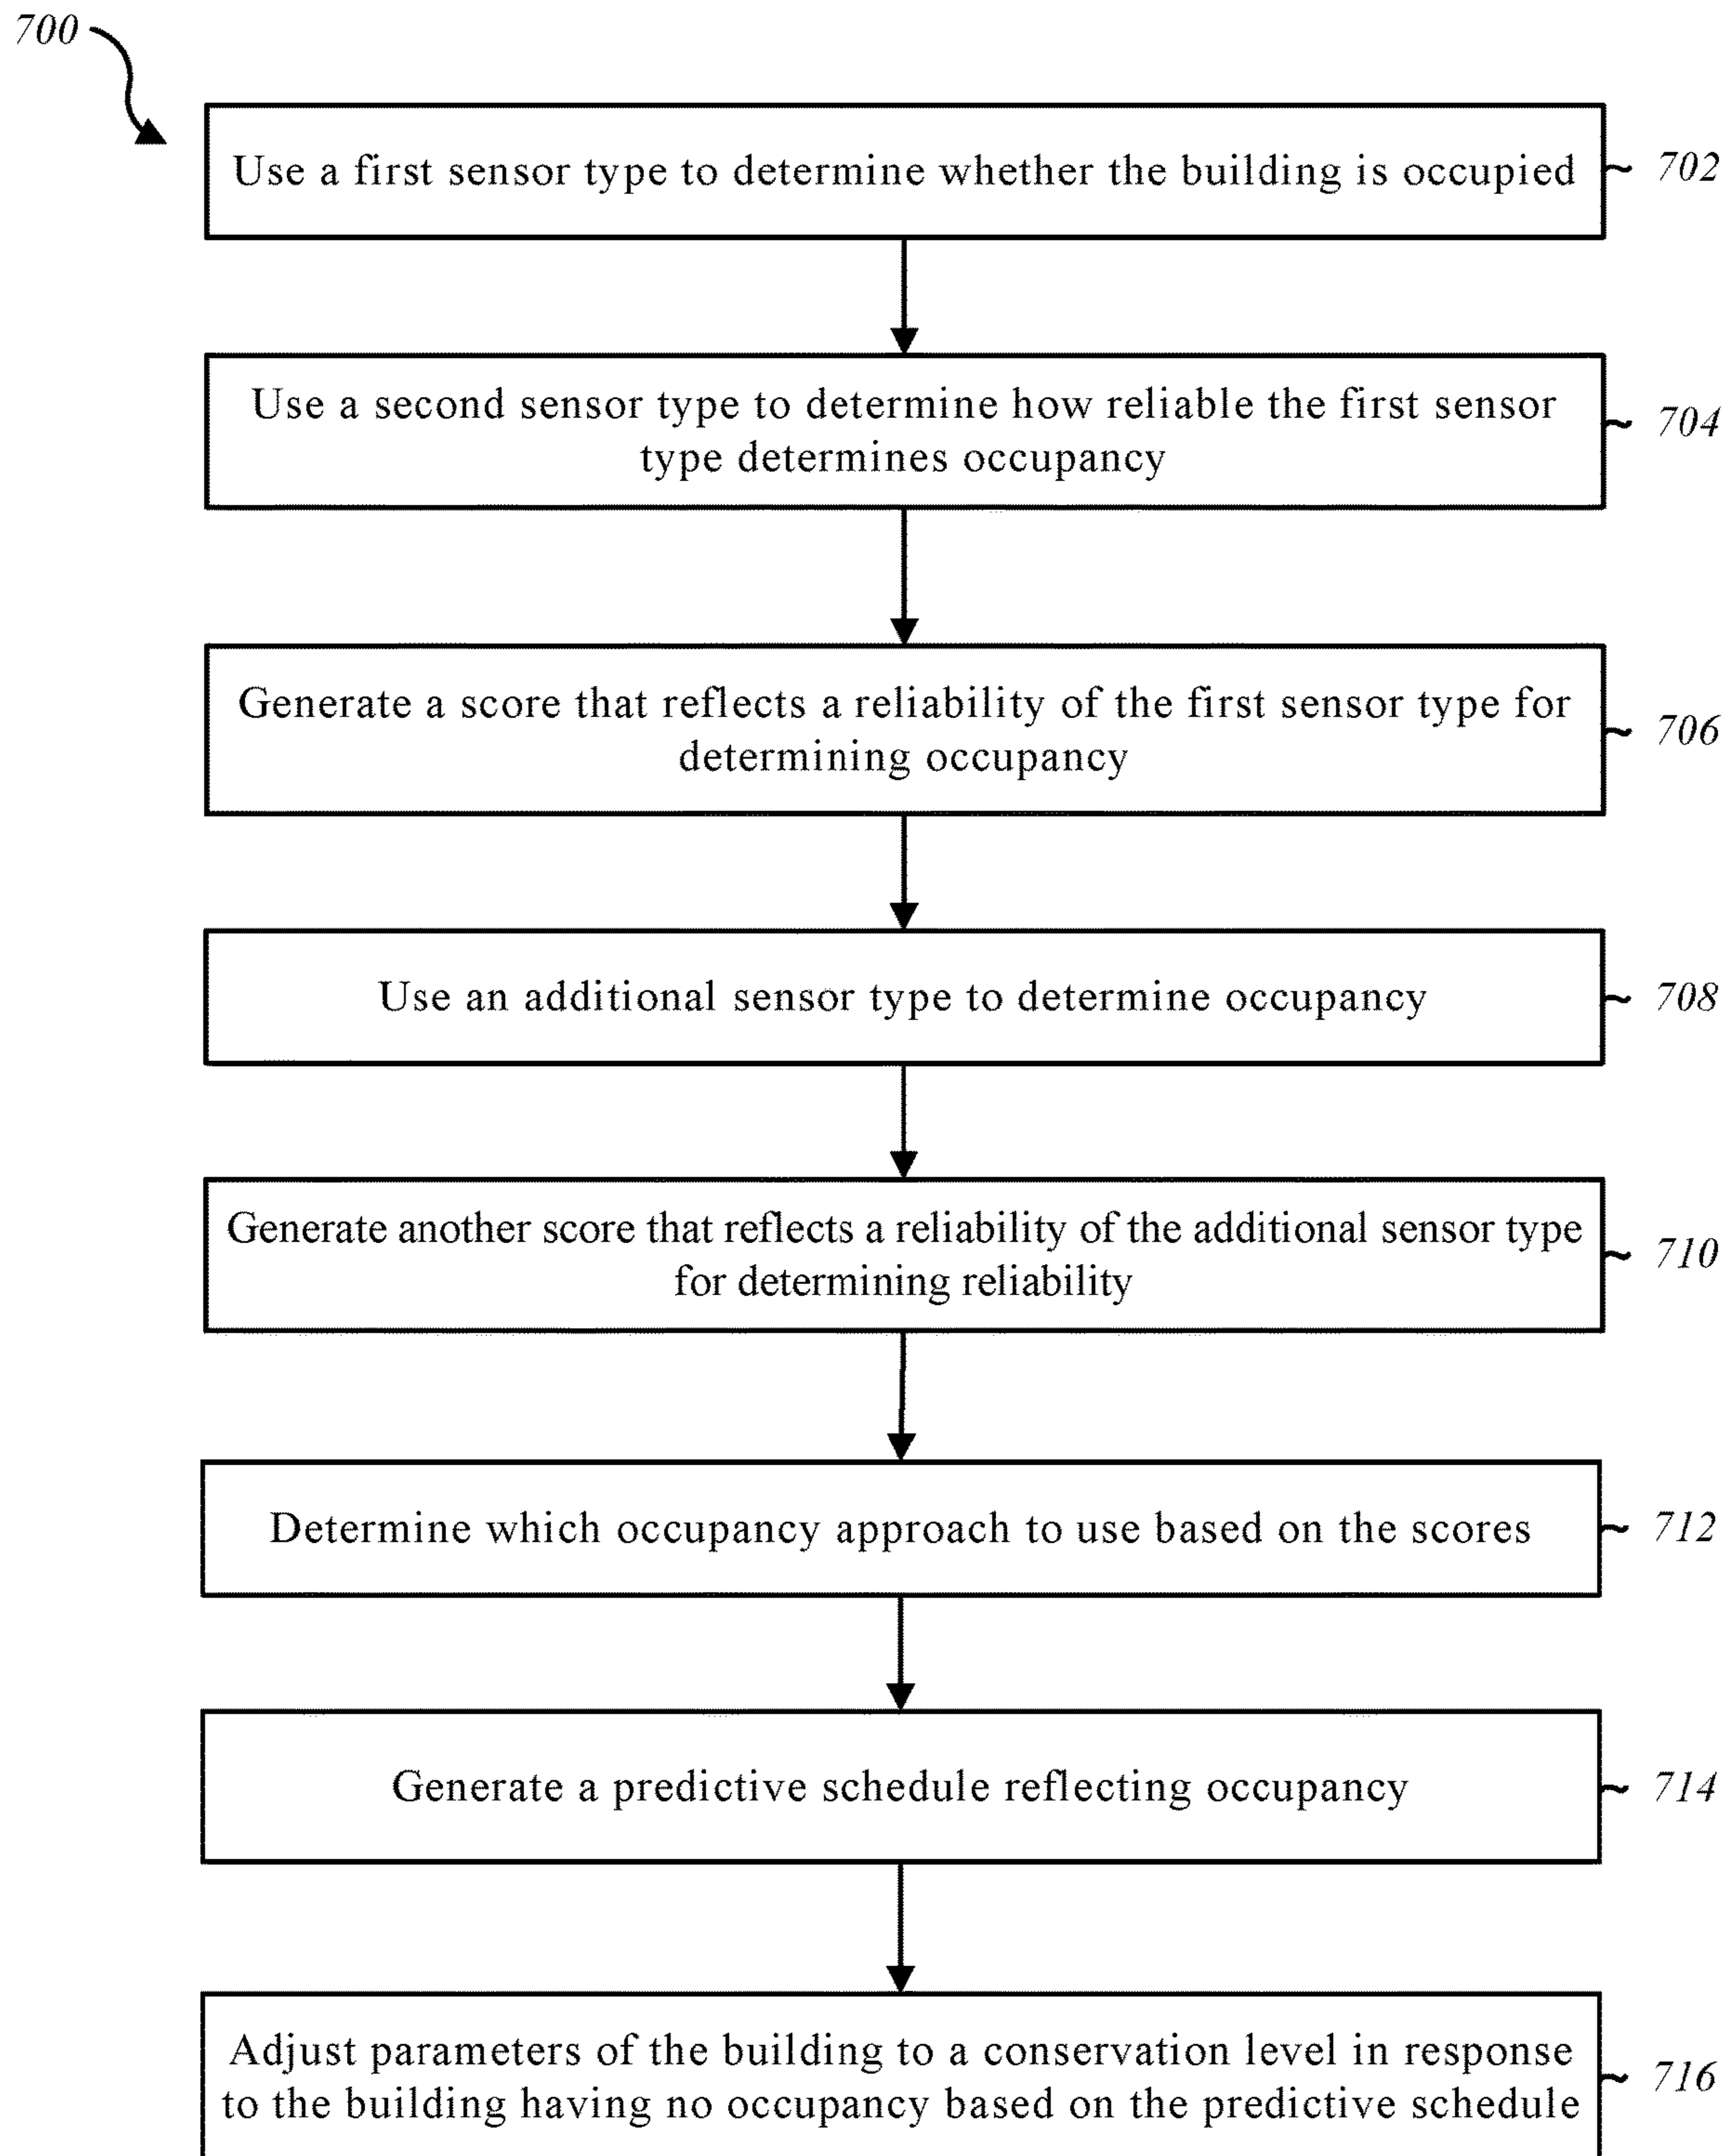 700
Use a first sensor type to determine whether the building is occupied
702
Use a second sensor type to determine how reliable the first sensor
type determines occupancy
704
Generate a score that reflects a reliability of the first sensor type for
determining occupancy
706
Use an additional sensor type to determine occupancy
708
Generate another score that reflects a reliability of the additional sensor type
for determining reliability
710
Determine which occupancy approach to use based on the scores
712
Generate a predictive schedule reflecting occupancy
714
Adjust parameters of the building to a conservation level in response
to the building having no occupancy based on the predictive schedule
716